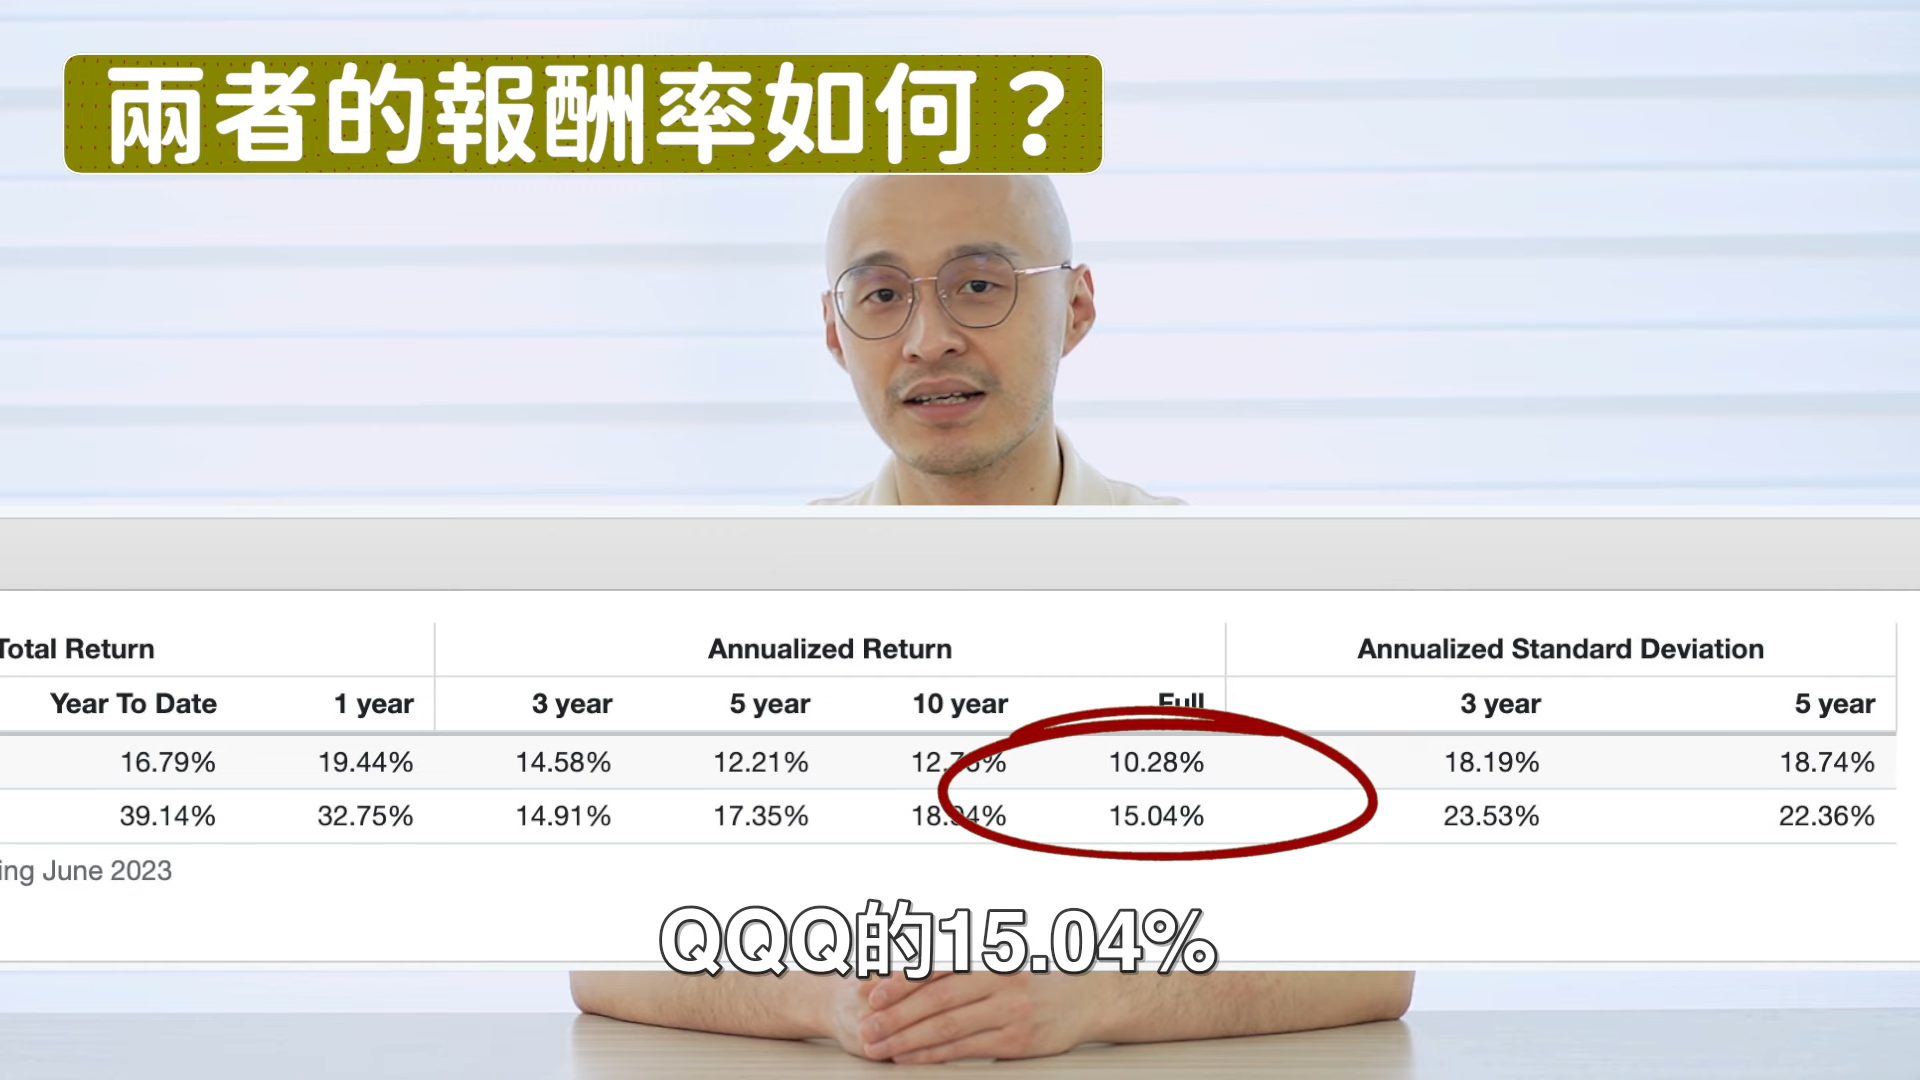 兩者的報酬率如何？
Total Return Annualized Return Annualized Standard Deviation
Year To Date 1 year 3 year 5 year 10 year Full 3 year 5 year
16.79% 19.44% 14.58% 12.21% 10.28% 18.19% 18.74%
39.14% 32.75% 14.91% 17.35% 15.04% 23.53% 22.36%
ing June 2023
QQQ的15.04%